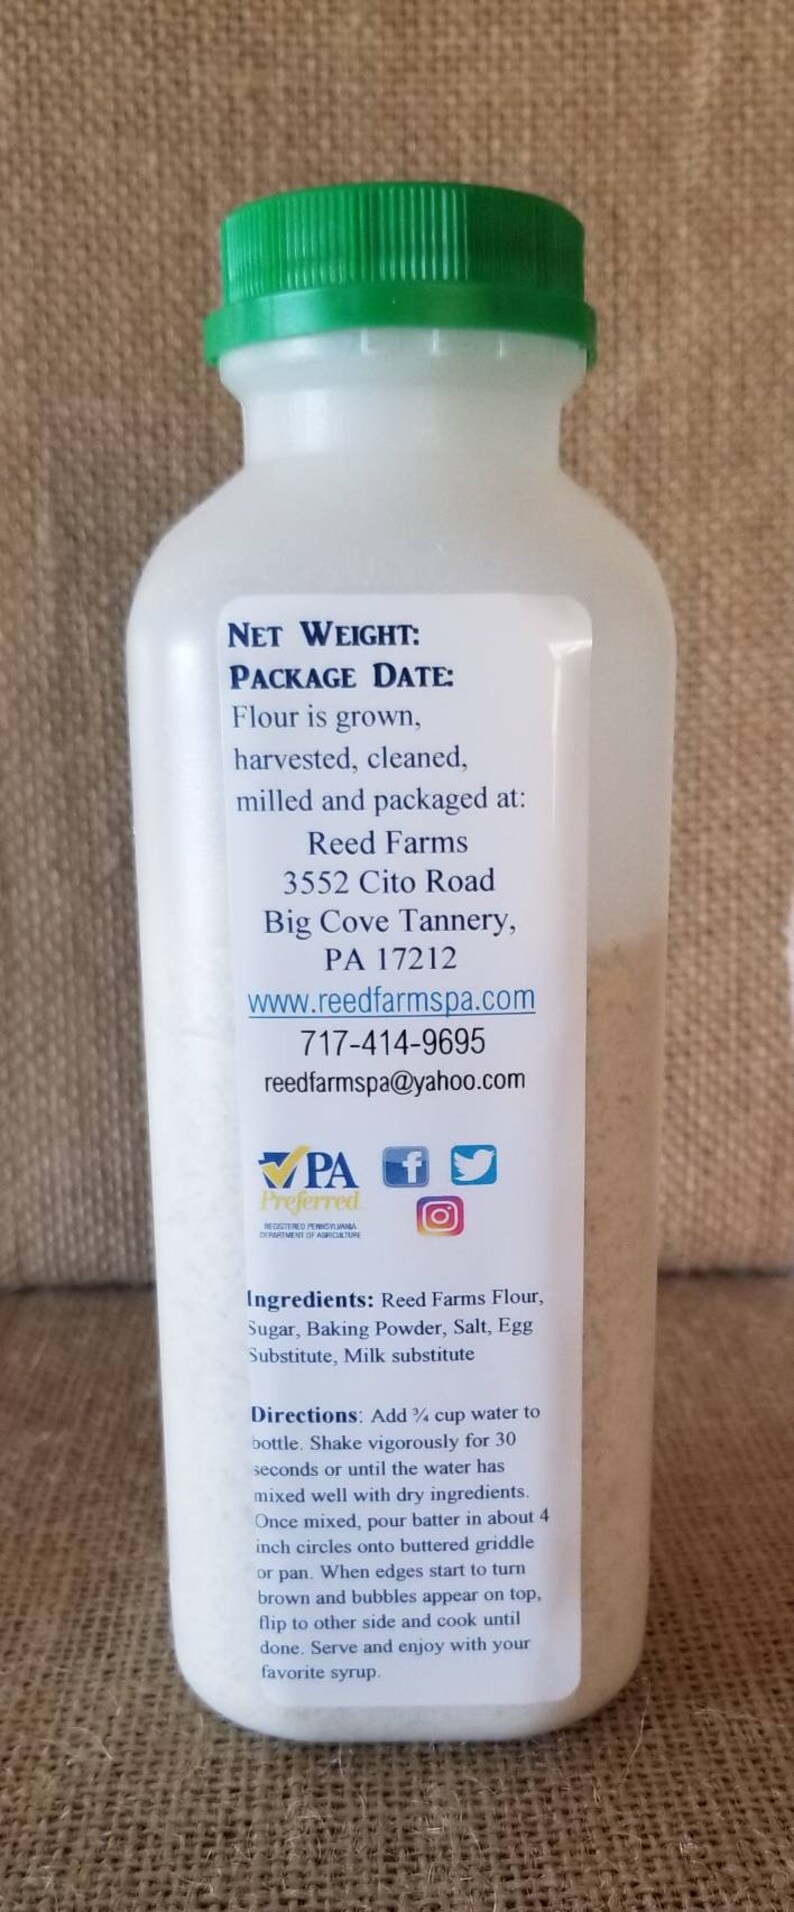 NET WEIGHT:
PACKAGE DATE:
Flour is grown,
harvested, cleaned,
milled and packaged at:
Reed Farms
3552 Cito Road
Big Cove Tannery,
PA 17212
www.reedfarmspa.com
717-414-9695
reedfarmspa@yahoo.com
PA
Preferred
REGISTERED PENNSYLVANIA
DEPARTMENT OF AGRICULTURE
Ingredients: Reed Farms Flour,
Sugar, Baking Powder, Salt, Egg
Substitute, Milk substitute
Directions: Add ¾ cup water to
bottle. Shake vigorously for 30
seconds or until the water has
mixed well with dry ingredients.
Once mixed, pour batter in about 4
inch circles onto buttered griddle
or pan. When edges start to turn
brown and bubbles appear on top,
flip to other side and cook until
done. Serve and enjoy with your
favorite syrup.